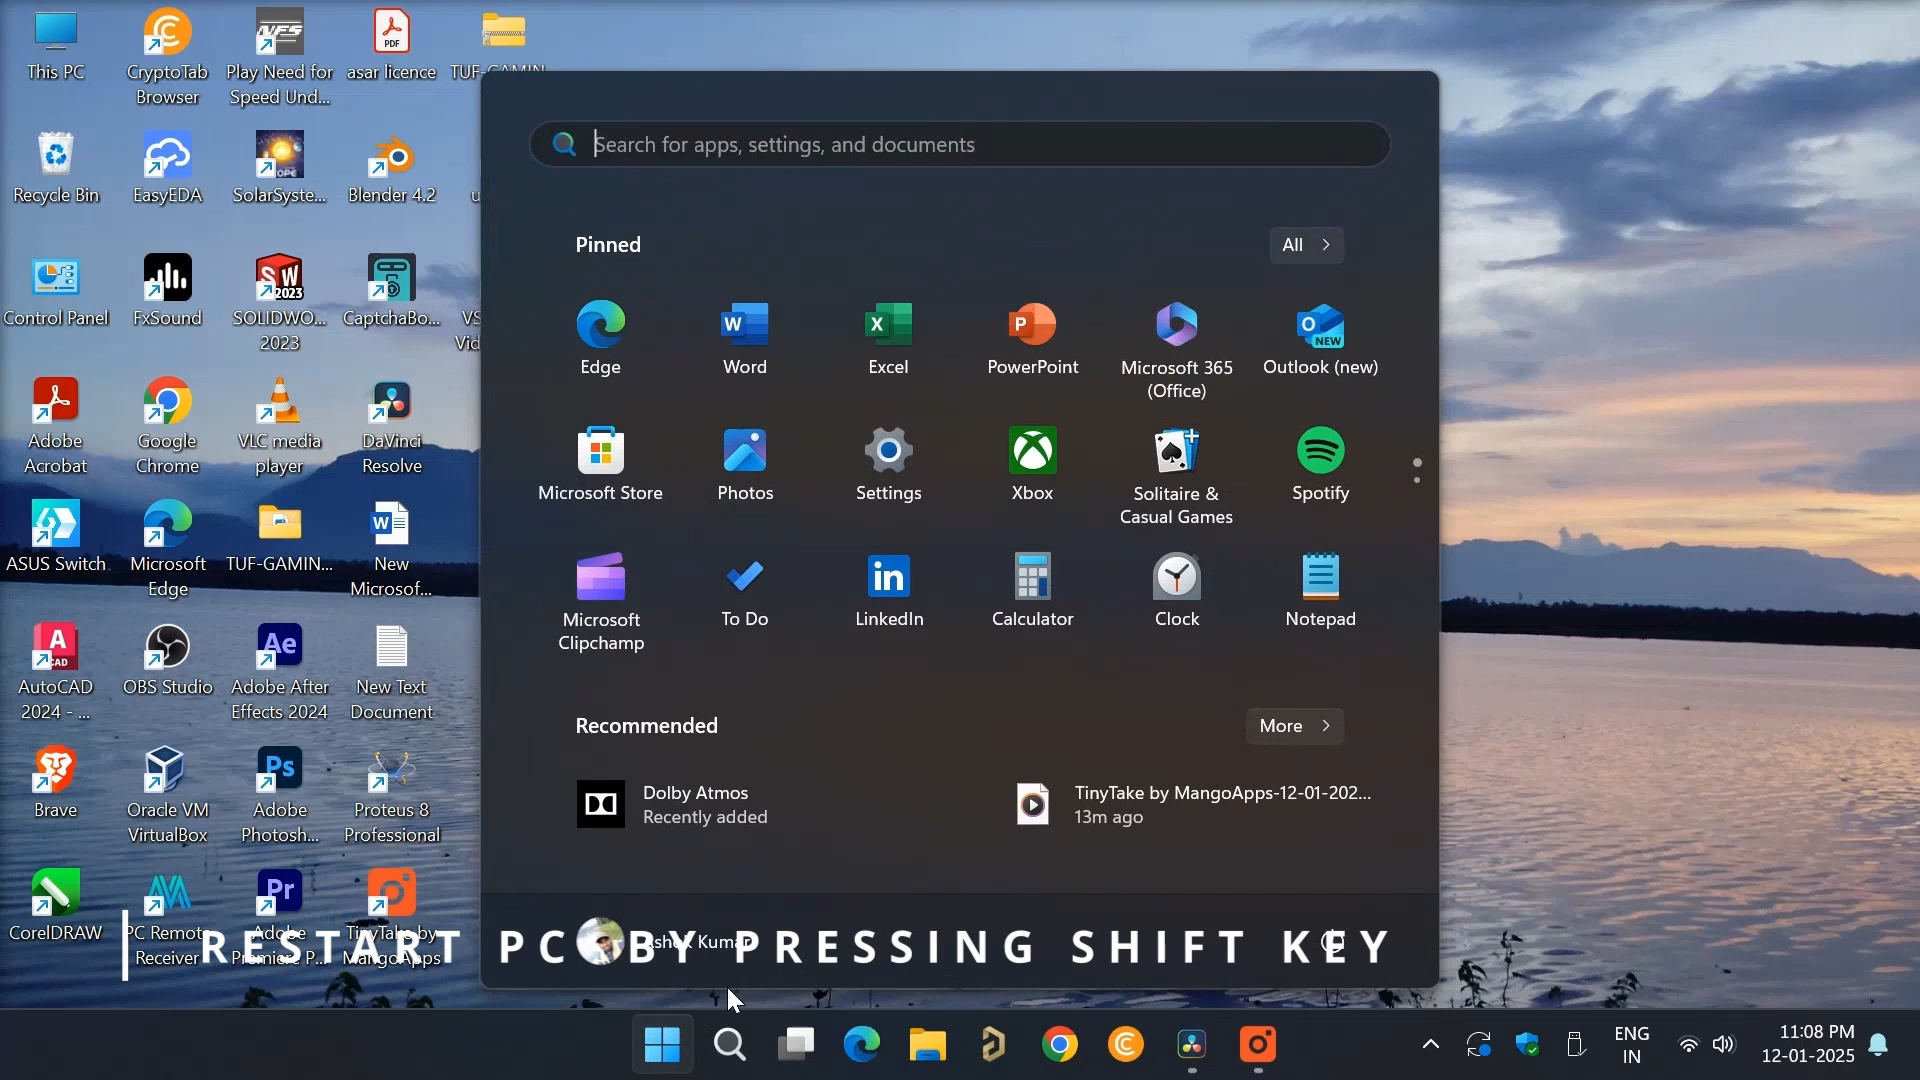 This PC
CryptoTab
Browser
Play Need for
Speed Und...
asar licence
PDF
NFS
Recycle Bin
EasyEDA
SolarSyste...
Blender 4.2
Control Panel
FxSound
SOLIDWO...
2023
SW
2023
CaptchaBo...
VS
Vid
Adobe
Acrobat
Google
Chrome
VLC media
player
DaVinci
Resolve
ASUS Switch
Microsoft
Edge
TUF-GAMIN...
New
Microsof...
AutoCAD
2024 - ...
OBS Studio
Adobe After
Effects 2024
New Text
Document
Brave
Oracle VM
VirtualBox
Adobe
Photosh...
Proteus 8
Professional
CorelDRAW
PC Remote
Receiver
Adobe
Premiere P...
TinyTake by
MangoApps
Search for apps, settings, and documents
Pinned
All
Edge
Word
Excel
PowerPoint
Microsoft 365
(Office)
Outlook (new)
NEW
Microsoft Store
Photos
Settings
Xbox
Solitaire &
Casual Games
Spotify
Microsoft
Clipchamp
To Do
LinkedIn
Calculator
Clock
Notepad
Recommended
More
Dolby Atmos
Recently added
TinyTake by MangoApps-12-01-202...
13m ago
Kumar
RESTART PC BY PRESSING SHIFT KEY
ENG
IN
11:08 PM
12-01-2025